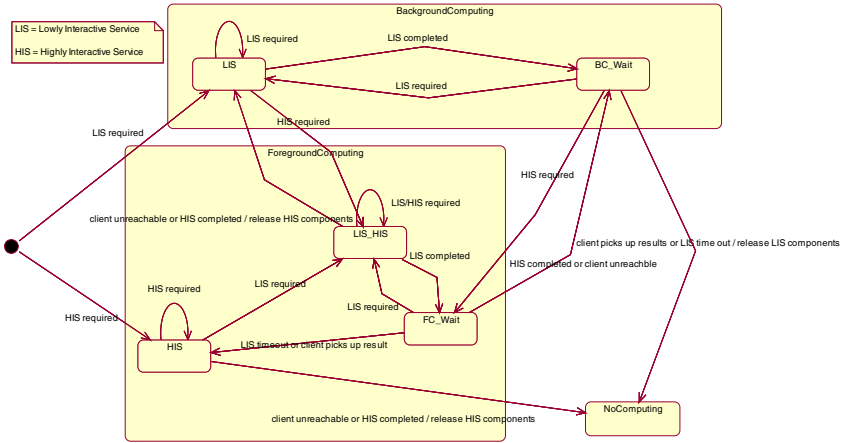 BackgroundComputing
LIS = Lowly Interactive Service
HIS = Highly Interactive Service
LIS required
LIS completed
LIS
BC_Wait
LIS required
HIS required
LIS required
ForegroundComputing
HIS required
LIS/HIS required
client unreachable or HIS completed / release HIS components
LIS_HIS
client picks up results or LIS time out / release LIS components
LIS completed
HIS completed or client unreachble
LIS required
HIS required
LIS required
HIS required
FC_Wait
HIS
LIS timeout or client picks up result
NoComputing
client unreachable or HIS completed / release HIS components